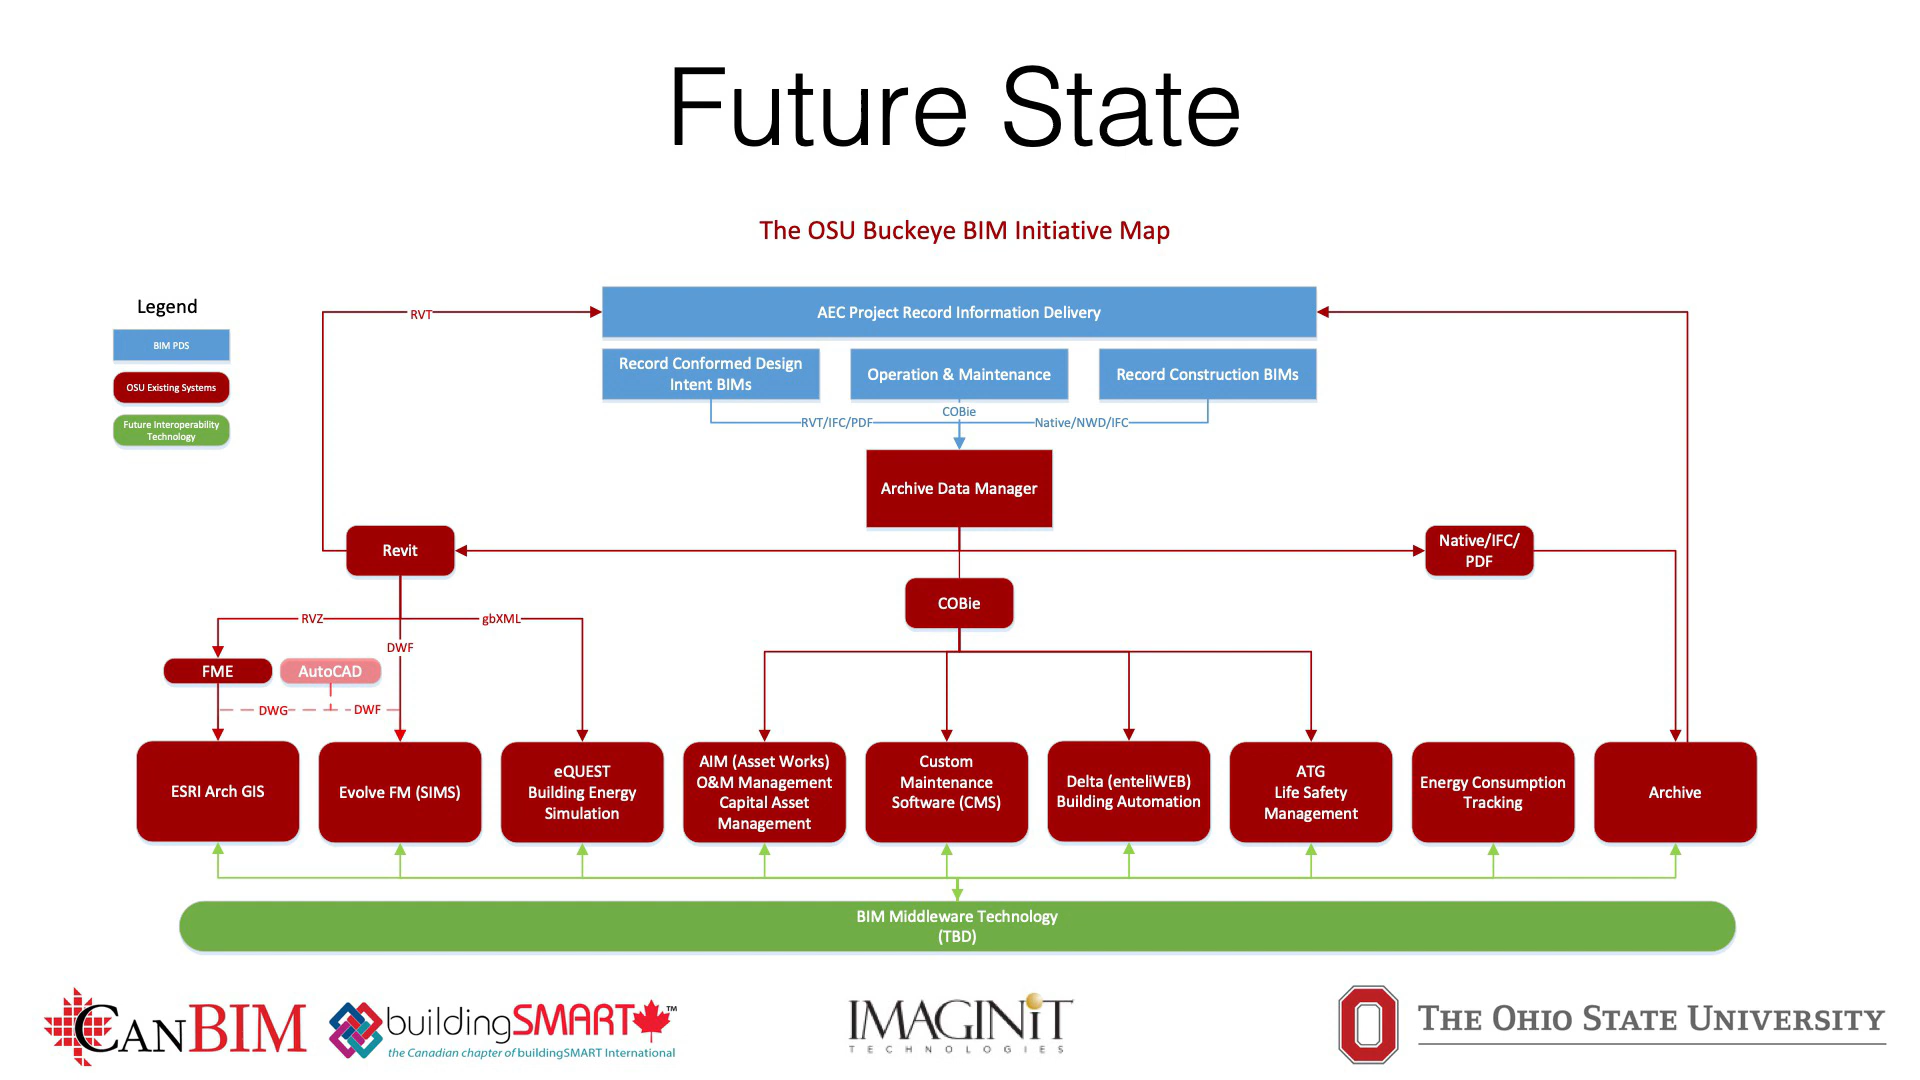 Future State
The OSU Buckeye BIM Initiative Map
Legend
BIM PDS
OSU Existing Systems
Future Interoperability
Technology
RVT
AEC Project Record Information Delivery
Record Conformed Design
Intent BIMs
Operation & Maintenance
Record Construction BIMs
COBie
RVT/IFC/PDF
Native/NWD/IFC
Archive Data Manager
Revit
Native/IFC/
PDF
COBie
RVZ
gbXML
DWF
FME
AutoCAD
DWG
DWF
ESRI Arch GIS
Evolve FM (SIMS)
eQUEST
Building Energy
Simulation
AIM (Asset Works)
O&M Management
Capital Asset
Management
Custom
Maintenance
Software (CMS)
Delta (enteliWEB)
Building Automation
ATG
Life Safety
Management
Energy Consumption
Tracking
Archive
BIM Middleware Technology
(TBD)
CANBIM
buildingSMART™
the Canadian chapter of buildingSMART International
IMAGINiT
TECHNOLOGIES
THE OHIO STATE UNIVERSITY